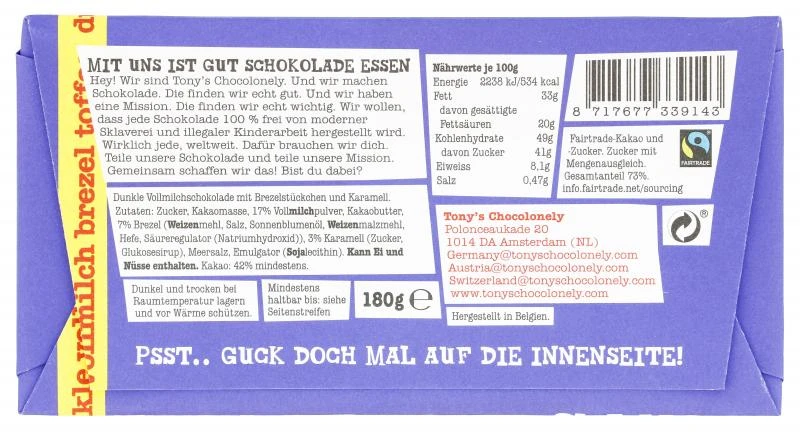 MIT UNS IST GUT SCHOKOLADE ESSEN
Hey! Wir sind Tony's Chocolonely. Und wir machen
Schokolade. Die finden wir echt gut. Und wir haben
eine Mission. Die finden wir echt wichtig. Wir wollen,
dass jede Schokolade 100 % frei von moderner
Sklaverei und illegaler Kinderarbeit hergestellt wird.
Wirklich jede, weltweit. Dafür brauchen wir dich.
Teile unsere Schokolade und teile unsere Mission.
Gemeinsam schaffen wir das! Bist du dabei?
Dunkle Vollmilchschokolade mit Brezelstückchen und Karamell.
Zutaten: Zucker, Kakaomasse, 17% Vollmilchpulver, Kakaobutter,
7% Brezel (Weizenmehl, Salz, Sonnenblumenöl, Weizenmalzmehl,
Hefe, Säureregulator (Natriumhydroxid)), 3% Karamell (Zucker,
Glukosesirup), Meersalz, Emulgator (Sojalecithin). Kann Ei und
Nüsse enthalten. Kakao: 42% mindestens.
Dunkel und trocken bei
Raumtemperatur lagern
und vor Wärme schützen.
Mindestens
haltbar bis: siehe
Seitenstreifen
180g ℮
Nährwerte je 100g
Energie 2238 kJ/534 kcal
Fett 33g
davon gesättigte
Fettsäuren 20g
Kohlenhydrate 49g
davon Zucker 41g
Eiweiss 8,1g
Salz 0,47g
8 717677 339143
Fairtrade-Kakao und
-Zucker. Zucker mit
Mengenausgleich.
Gesamtanteil 73%.
info.fairtrade.net/sourcing
FAIRTRADE
Tony's Chocolonely
Polonceaukade 20
1014 DA Amsterdam (NL)
Germany@tonyschocolonely.com
Austria@tonyschocolonely.com
Switzerland@tonyschocolonely.com
www.tonyschocolonely.com
®
Hergestellt in Belgien.
PSST.. GUCK DOCH MAL AUF DIE INNENSEITE!
milch brezel toffe